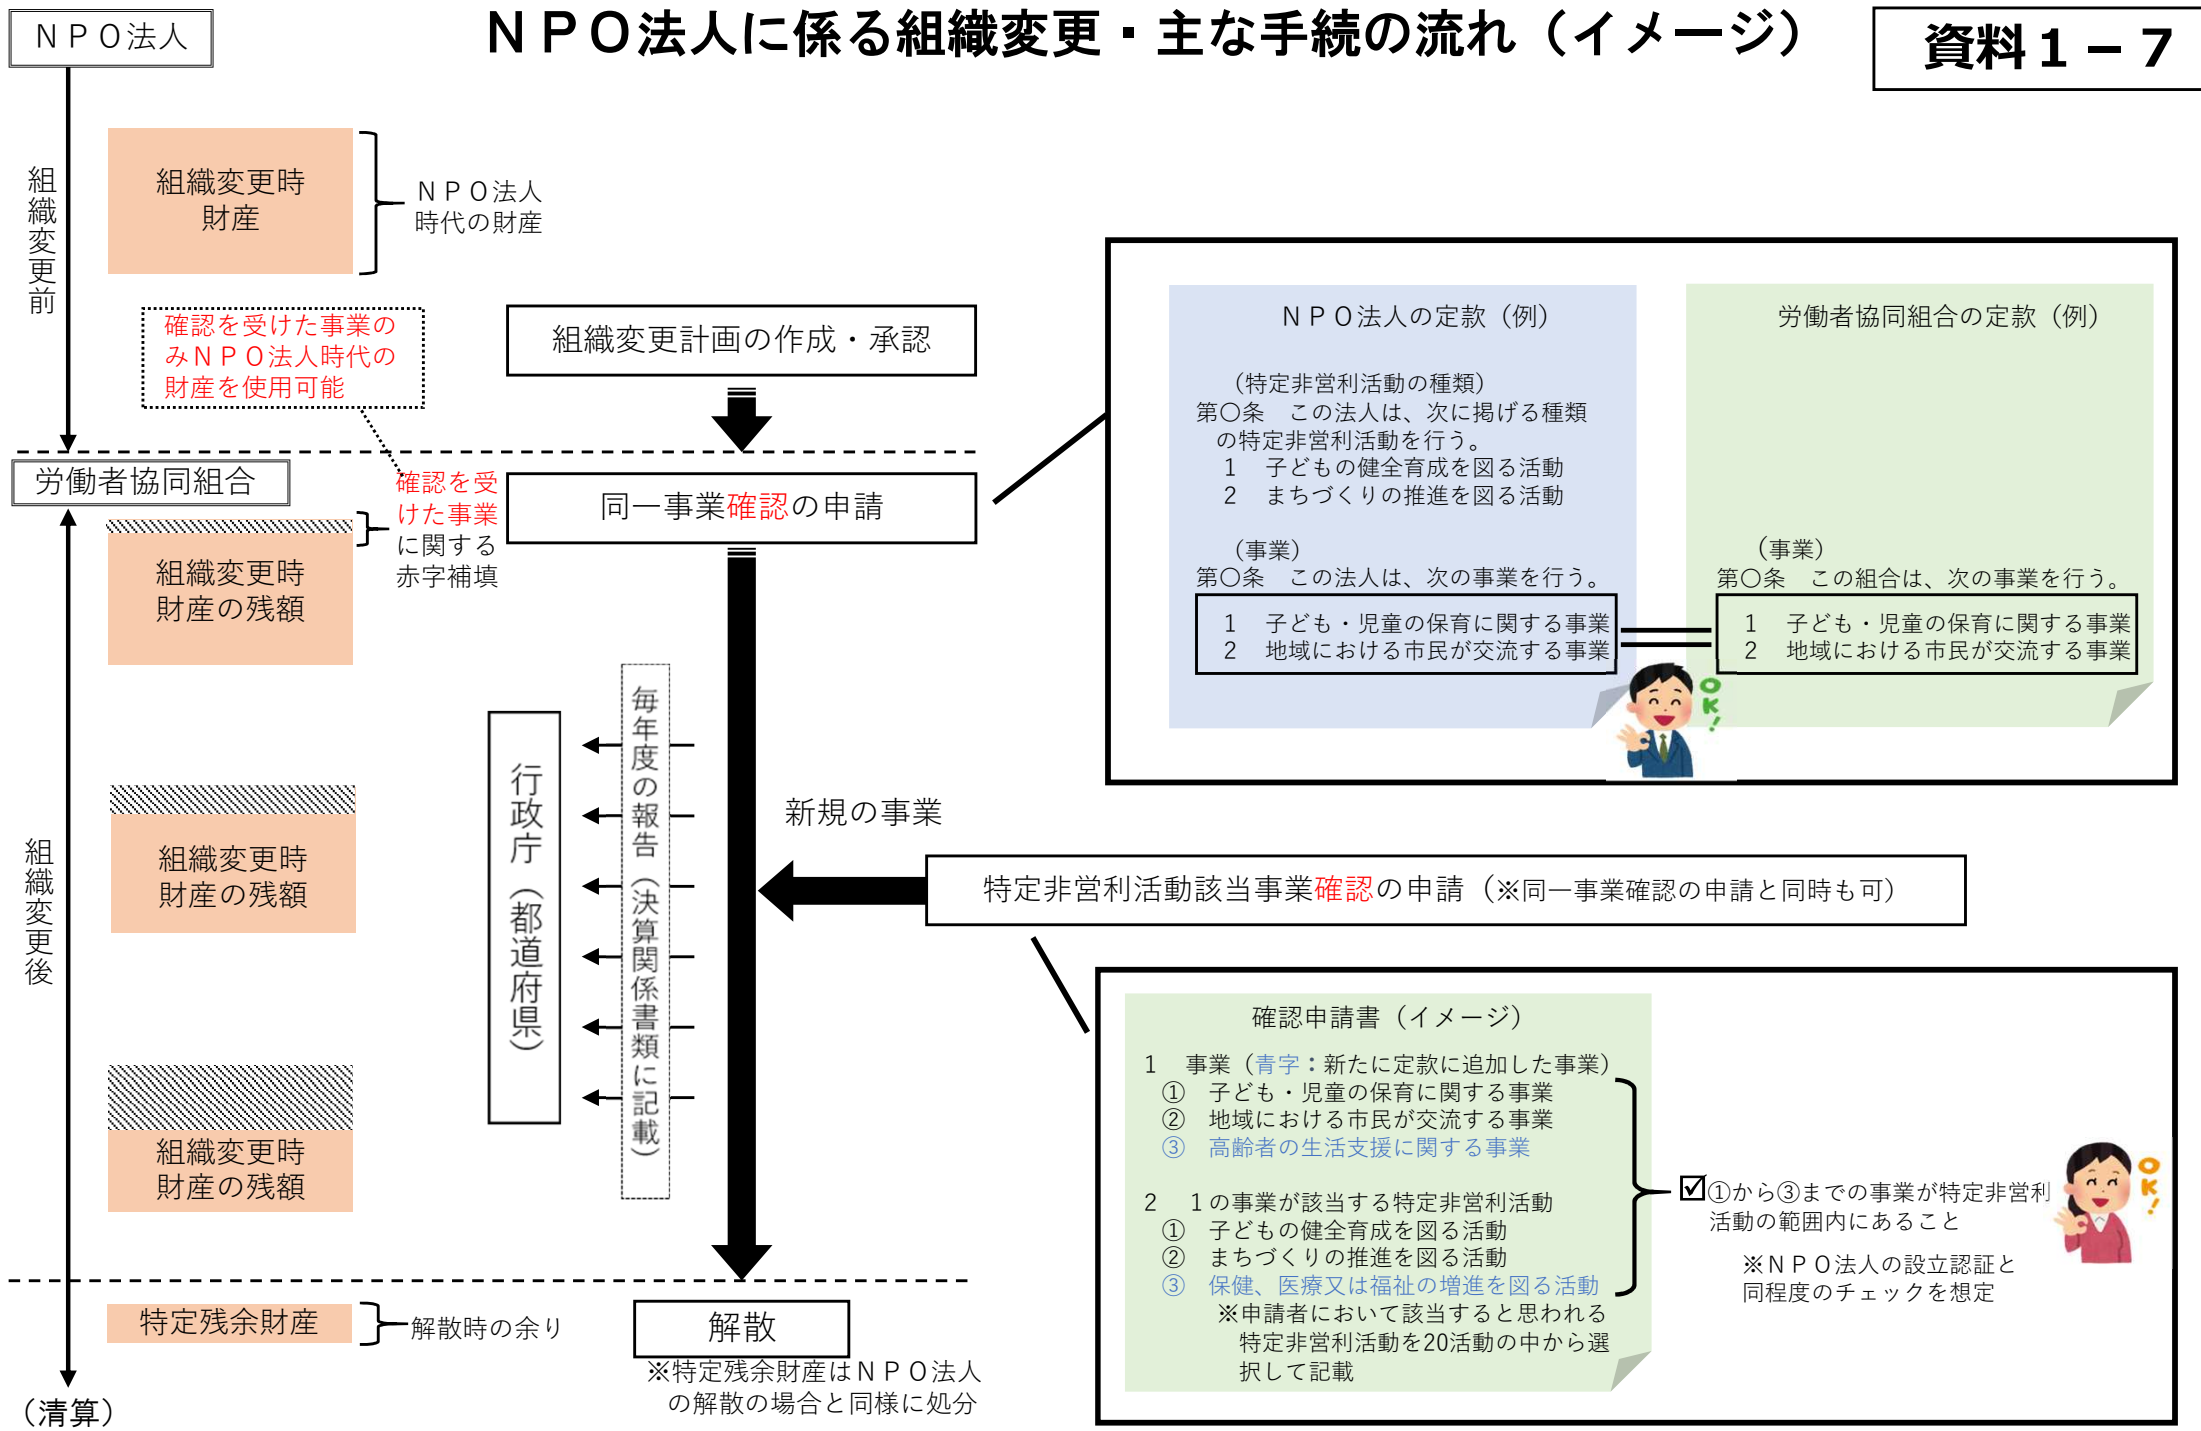 ＮＰＯ法人に係る組織変更・主な手続の流れ（イメージ）
資料１－７
ＮＰＯ法人
組織変更前
組織変更時
財産
ＮＰＯ法人
時代の財産
確認を受けた事業の
みＮＰＯ法人時代の
財産を使用可能
組織変更計画の作成・承認
労働者協同組合
確認を受
けた事業
に関する
赤字補填
同一事業確認の申請
組織変更時
財産の残額
組織変更後
組織変更時
財産の残額
組織変更時
財産の残額
行政庁（都道府県）
毎年度の報告（決算関係書類に記載）
新規の事業
特定非営利活動該当事業確認の申請（※同一事業確認の申請と同時も可）
ＮＰＯ法人の定款（例）
（特定非営利活動の種類）
第〇条　この法人は、次に掲げる種類
の特定非営利活動を行う。
１　子どもの健全育成を図る活動
２　まちづくりの推進を図る活動
（事業）
第〇条　この法人は、次の事業を行う。
１　子ども・児童の保育に関する事業
２　地域における市民が交流する事業
労働者協同組合の定款（例）
（事業）
第〇条　この組合は、次の事業を行う。
１　子ども・児童の保育に関する事業
２　地域における市民が交流する事業
OK!
確認申請書（イメージ）
１　事業（青字：新たに定款に追加した事業）
①　子ども・児童の保育に関する事業
②　地域における市民が交流する事業
③　高齢者の生活支援に関する事業
２　１の事業が該当する特定非営利活動
①　子どもの健全育成を図る活動
②　まちづくりの推進を図る活動
③　保健、医療又は福祉の増進を図る活動
※申請者において該当すると思われる
特定非営利活動を20活動の中から選
択して記載
☑①から③までの事業が特定非営利
活動の範囲内にあること
※ＮＰＯ法人の設立認証と
同程度のチェックを想定
OK!
特定残余財産
解散時の余り
解散
※特定残余財産はＮＰＯ法人
の解散の場合と同様に処分
（清算）